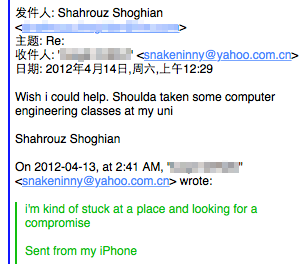 发件人: Shahrouz Shoghian
主题: Re:
收件人: " " <snakeninny@yahoo.com.cn>
日期: 2012年4月14日,周六,上午12:29
Wish i could help. Shoulda taken some computer
engineering classes at my uni
Shahrouz Shoghian
On 2012-04-13, at 2:41 AM, "
<snakeninny@yahoo.com.cn> wrote:
i'm kind of stuck at a place and looking for a
compromise
Sent from my iPhone